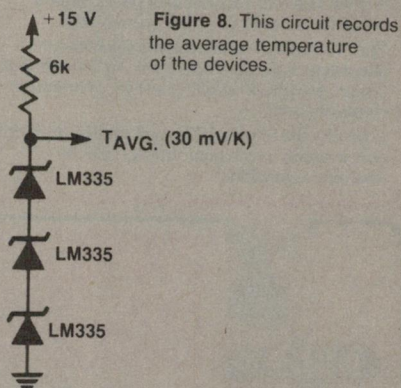 +15 V
Figure 8. This circuit records
the average temperature
of the devices.
6k
TAVG. (30 mV/K)
LM335
LM335
LM335